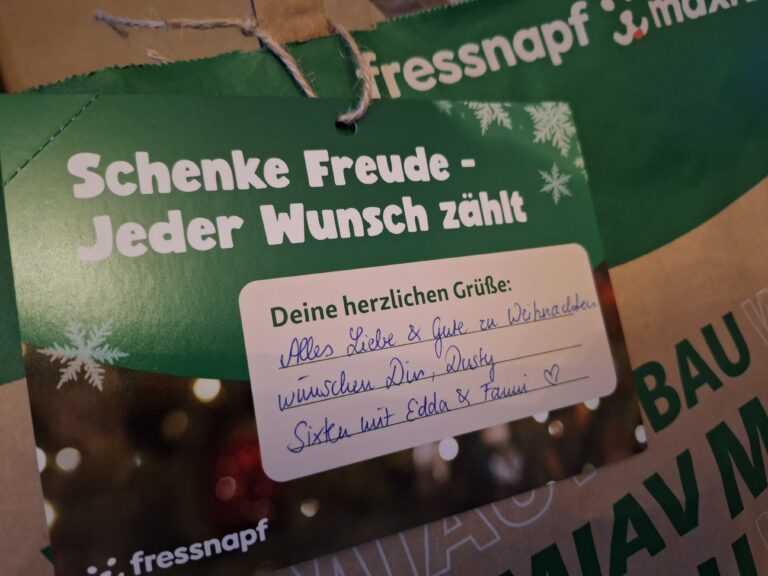 fressnapf
Schenke Freude -
Jeder Wunsch zählt
Deine herzlichen Grüße:
Alles Liebe & Gute zu Weihnachten
wünschen Dir, Dusty
Sixten mit Edda & Fanni ♡
fressnapf
BAU
MIAV